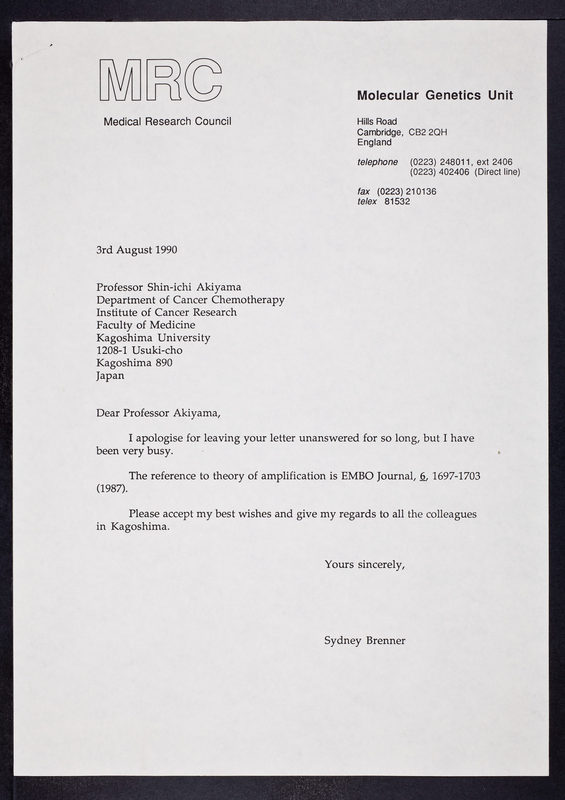 MRC
Medical Research Council
Molecular Genetics Unit
Hills Road
Cambridge, CB2 2QH
England
telephone (0223) 248011, ext 2406
(0223) 402406 (Direct line)
fax (0223) 210136
telex 81532
3rd August 1990
Professor Shin-ichi Akiyama
Department of Cancer Chemotherapy
Institute of Cancer Research
Faculty of Medicine
Kagoshima University
1208-1 Usuki-cho
Kagoshima 890
Japan
Dear Professor Akiyama,
I apologise for leaving your letter unanswered for so long, but I have
been very busy.
The reference to theory of amplification is EMBO Journal, 6, 1697-1703
(1987).
Please accept my best wishes and give my regards to all the colleagues
in Kagoshima.
Yours sincerely,
Sydney Brenner